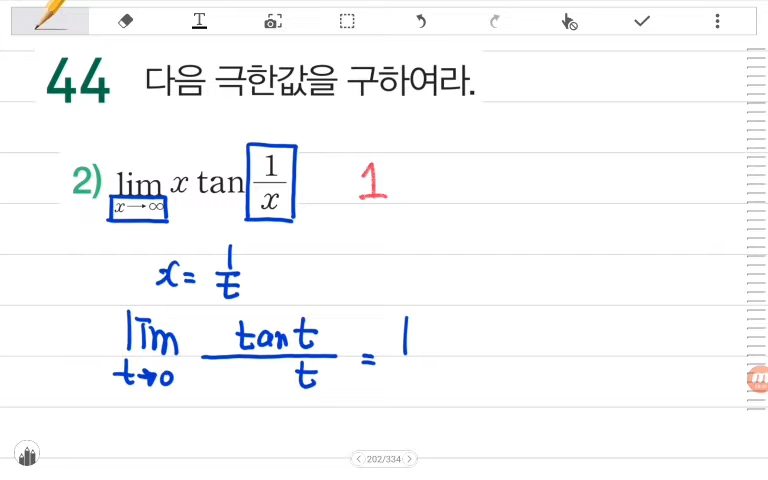 44 다음 극한값을 구하여라.
2) lim x→∞ x tan 1/x 1
x = 1/t
lim t→0 tan t / t = 1
202/334